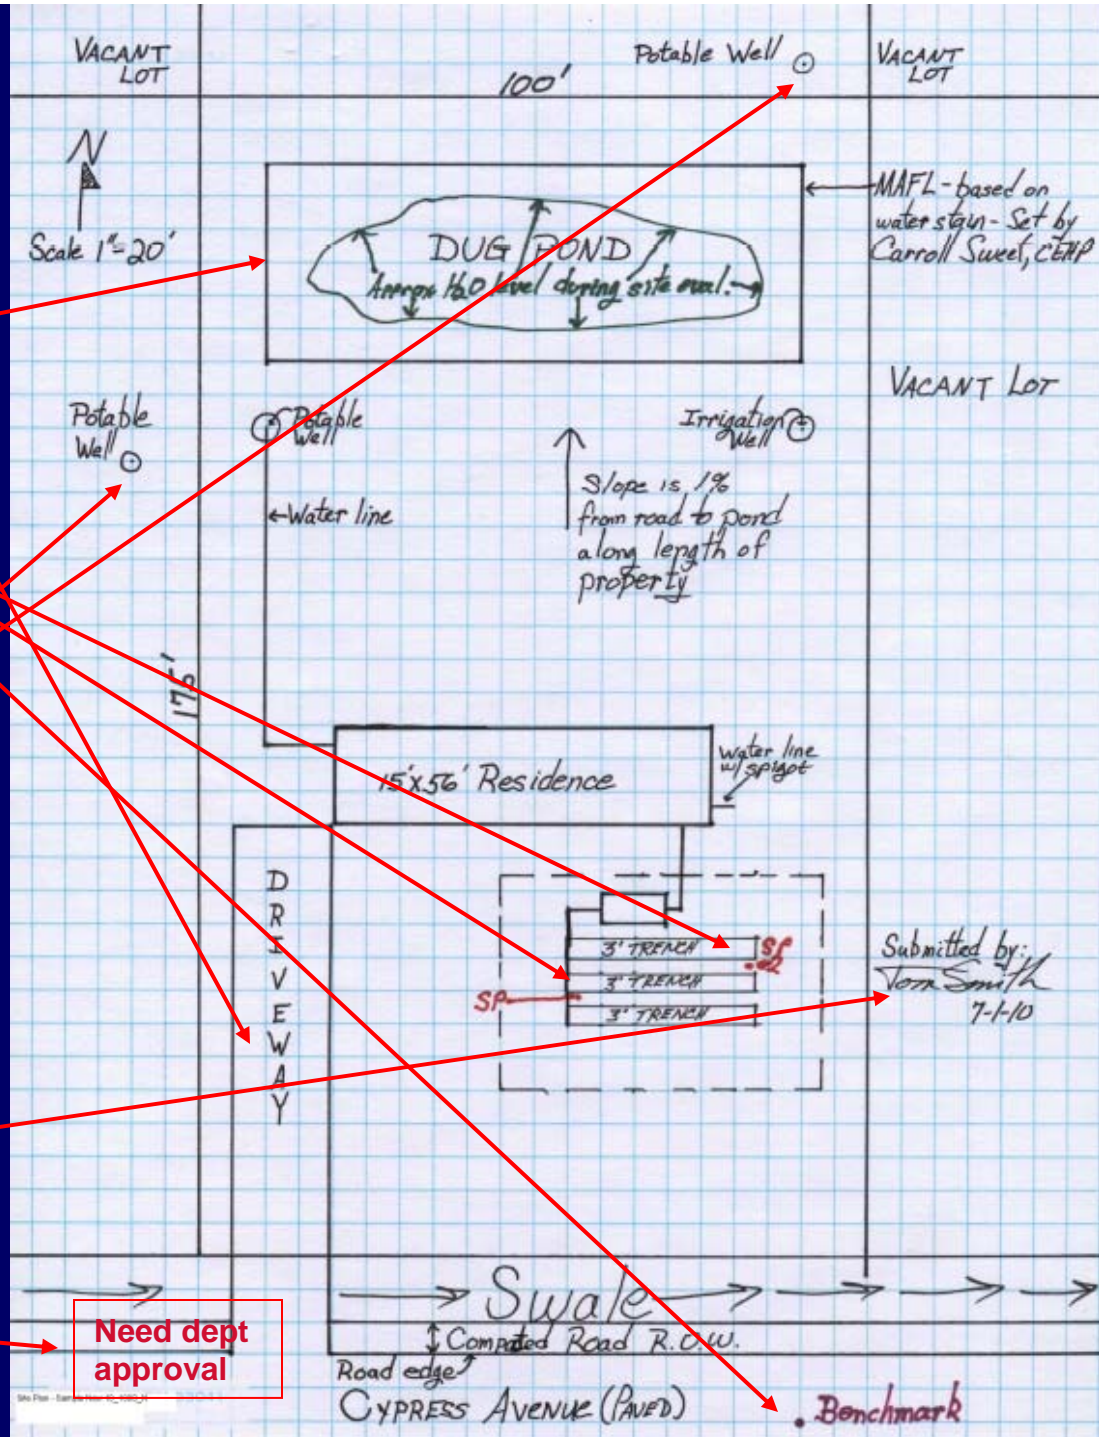 VACANT
LOT
100'
Potable Well
VACANT
LOT
N
Scale 1"=20'
MAFL - based on
water stain - Set by
Carroll Sweet, CEHP
DUG POND
Approx H2O level during site eval.
VACANT LOT
Potable
Well
Potable
Well
Irrigation
Well
Slope is 1%
from road to pond
along length of
property
Water line
175'
15'x56' Residence
water line
w/spigot
DRIVEWAY
3' TRENCH
SP
#2
3' TRENCH
SP
3' TRENCH
Submitted by:
Tom Smith
7-1-10
Swale
Compated Road R.O.W.
Need dept
approval
Road edge
CYPRESS AVENUE (PAVED)
Benchmark